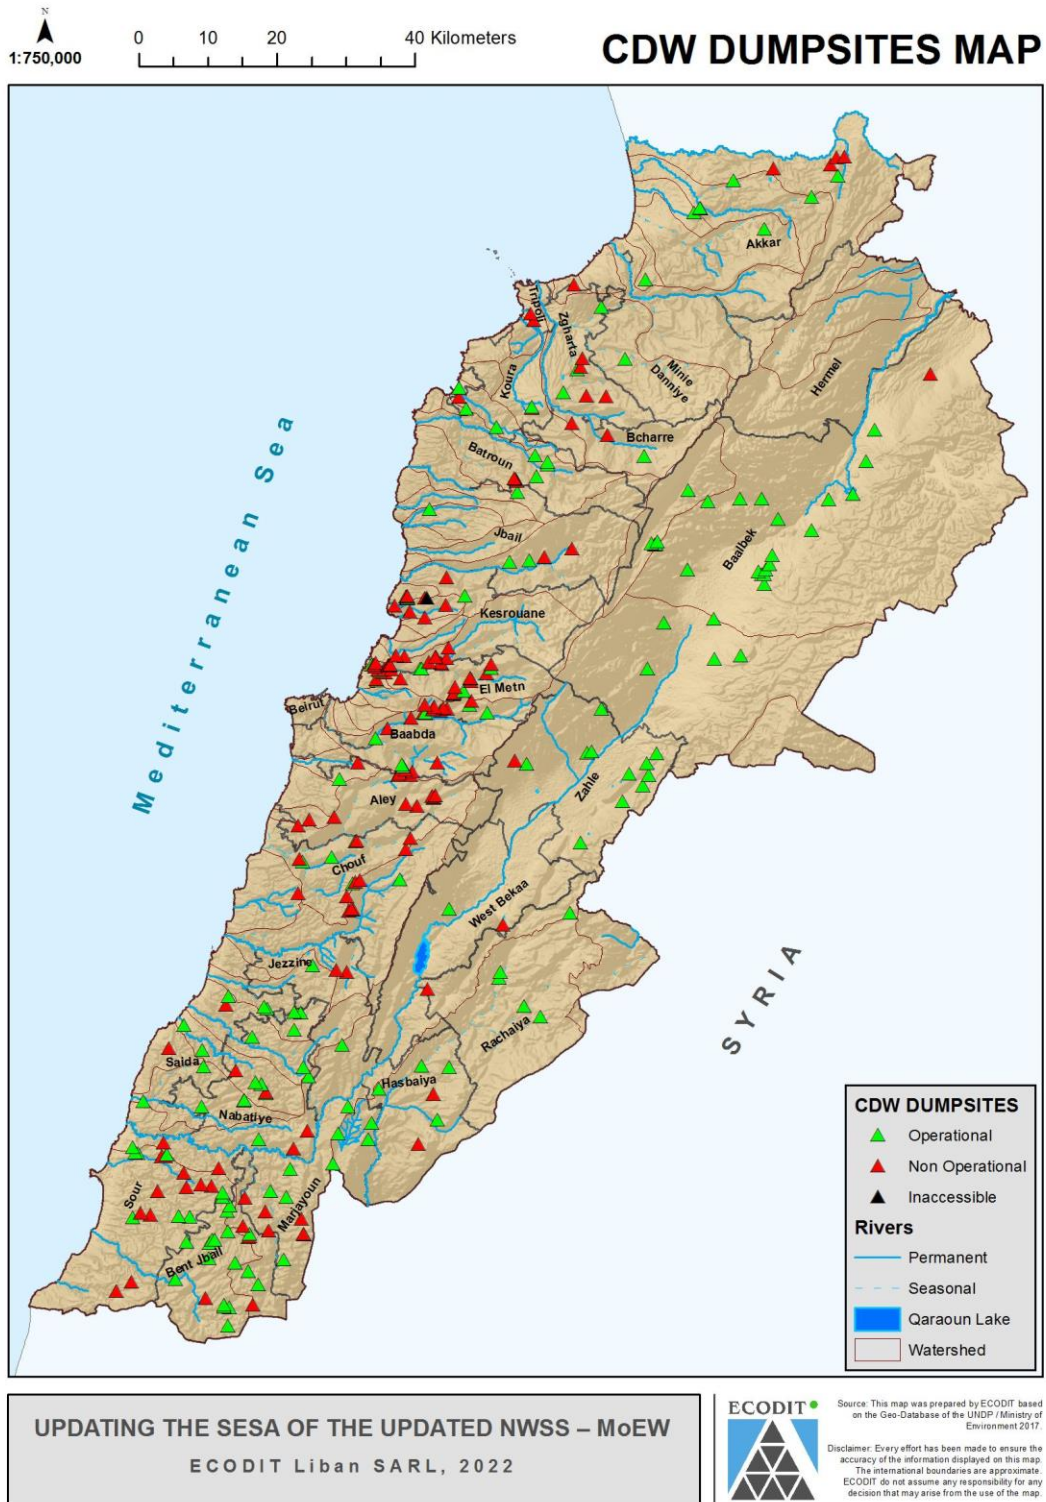 N
1:750,000
0 10 20 40 Kilometers
CDW DUMPSITES MAP
Akkar
Tripoli
Zgharta
Minie
Danniye
Koura
Hermel
Bcharre
Batroun
Jbail
Baalbek
Kesrouane
El Metn
Beirut
Baabda
Zahle
Aley
Chouf
West Bekaa
Jezzine
Rachaiya
Saida
Hasbaiya
Nabatiye
Sour
Marjayoun
Bent Jbail
Mediterranean Sea
SYRIA
CDW DUMPSITES
Operational
Non Operational
Inaccessible
Rivers
Permanent
Seasonal
Qaraoun Lake
Watershed
UPDATING THE SESA OF THE UPDATED NWSS – MoEW
ECODIT Liban SARL, 2022
ECODIT
Source: This map was prepared by ECODIT based
on the Geo-Database of the UNDP / Ministry of
Environment 2017.
Disclaimer: Every effort has been made to ensure the
accuracy of the information displayed on this map.
The international boundaries are approximate.
ECODIT do not assume any responsibility for any
decision that may arise from the use of the map.